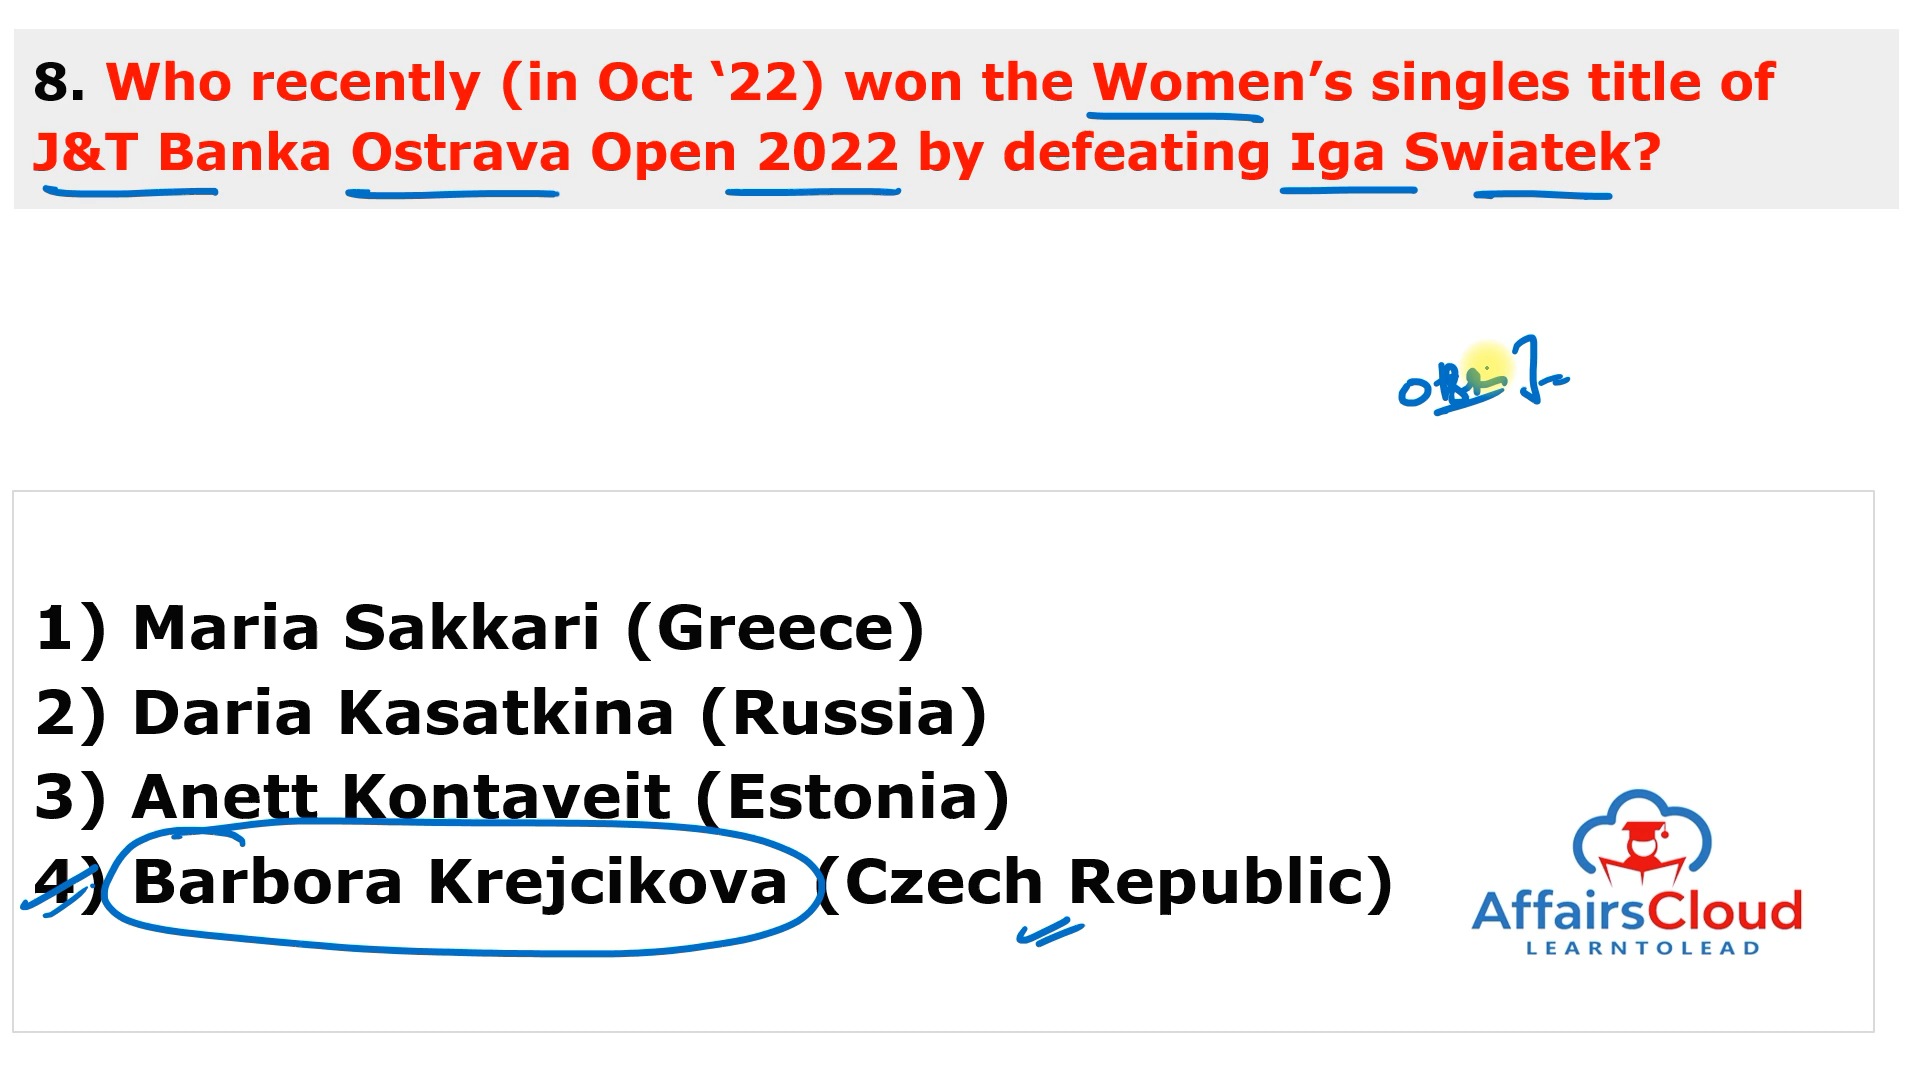 8. Who recently (in Oct ‘22) won the Women’s singles title of
J&T Banka Ostrava Open 2022 by defeating Iga Swiatek?
1) Maria Sakkari (Greece)
2) Daria Kasatkina (Russia)
3) Anett Kontaveit (Estonia)
4) Barbora Krejcikova (Czech Republic)
AffairsCloud
LEARNTOLEAD